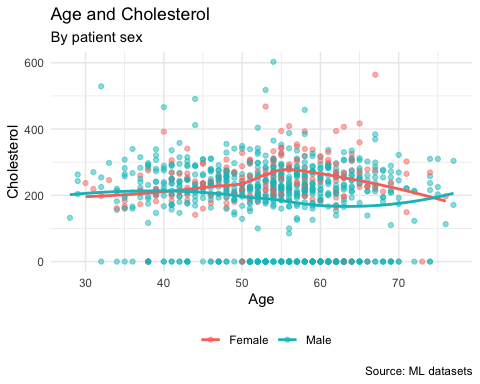 Age and Cholesterol
By patient sex
Cholesterol
600
400
200
0
30 40 50 60 70
Age
Female Male
Source: ML datasets